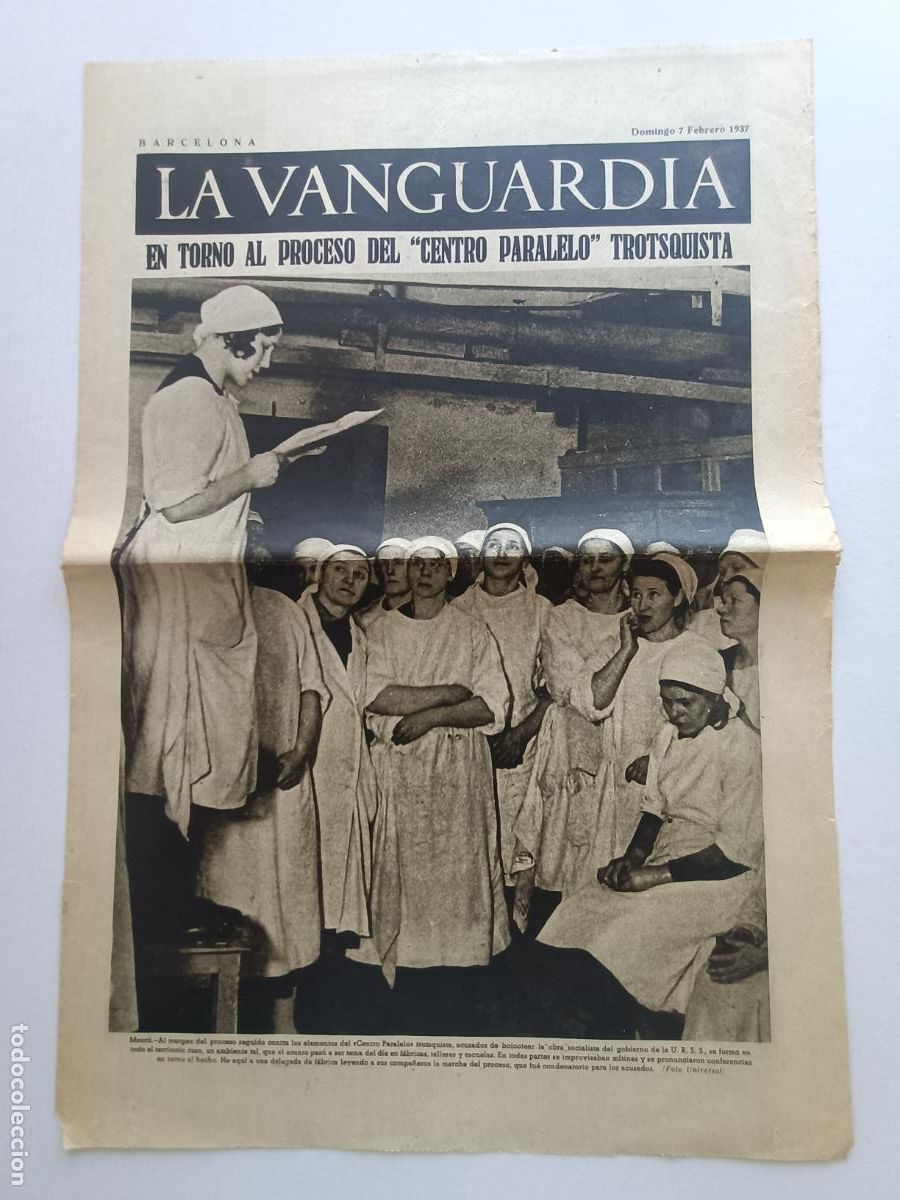 BARCELONA
Domingo 7 Febrero 1937
LA VANGUARDIA
EN TORNO AL PROCESO DEL "CENTRO PARALELO" TROTSQUISTA
Moscú.-Al margen del proceso seguido contra los elementos del «Centro Paralelo» trotsquista, acusados de boicotear la obra socialista del gobierno de la U. R. S. S., se formó en
todo el territorio ruso, un ambiente tal, que el asunto pasó a ser tema del día en fábricas, talleres y escuelas. En todas partes se improvisaban mítines y se pronunciaron conferencias
en torno al hecho. He aquí a una delegada de fábrica leyendo a sus compañeras la marcha del proceso, que fué condenatorio para los acusados. (Foto Universal)
todocoleccion